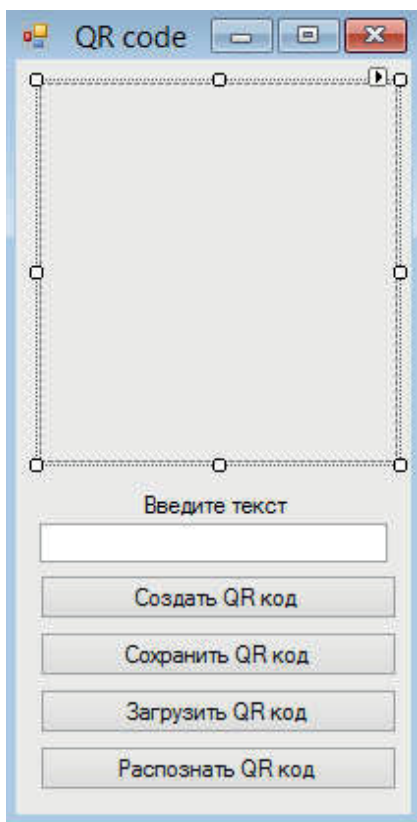 QR code
Введите текст
Создать QR код
Сохранить QR код
Загрузить QR код
Распознать QR код